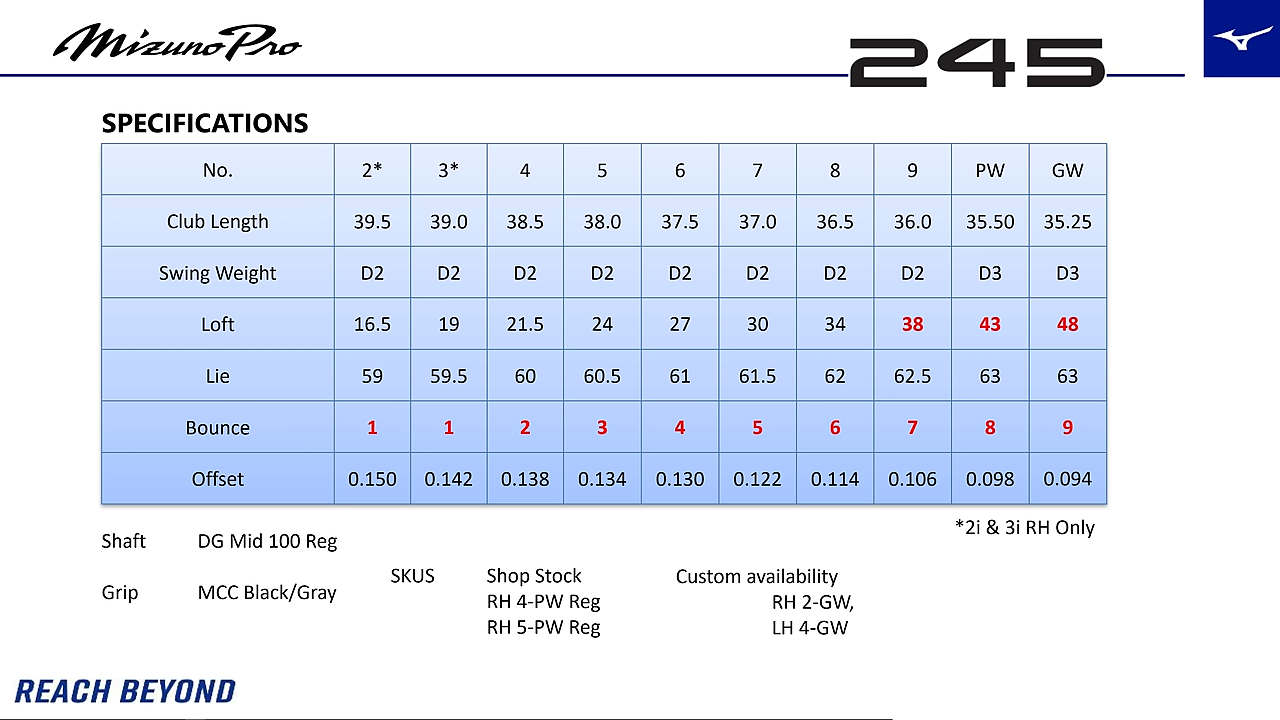 Mizuno Pro
245
SPECIFICATIONS
No. 2* 3* 4 5 6 7 8 9 PW GW
Club Length 39.5 39.0 38.5 38.0 37.5 37.0 36.5 36.0 35.50 35.25
Swing Weight D2 D2 D2 D2 D2 D2 D2 D2 D3 D3
Loft 16.5 19 21.5 24 27 30 34 38 43 48
Lie 59 59.5 60 60.5 61 61.5 62 62.5 63 63
Bounce 1 1 2 3 4 5 6 7 8 9
Offset 0.150 0.142 0.138 0.134 0.130 0.122 0.114 0.106 0.098 0.094
*2i & 3i RH Only
Shaft DG Mid 100 Reg
Grip MCC Black/Gray
SKUS Shop Stock
RH 4-PW Reg
RH 5-PW Reg
Custom availability
RH 2-GW,
LH 4-GW
REACH BEYOND